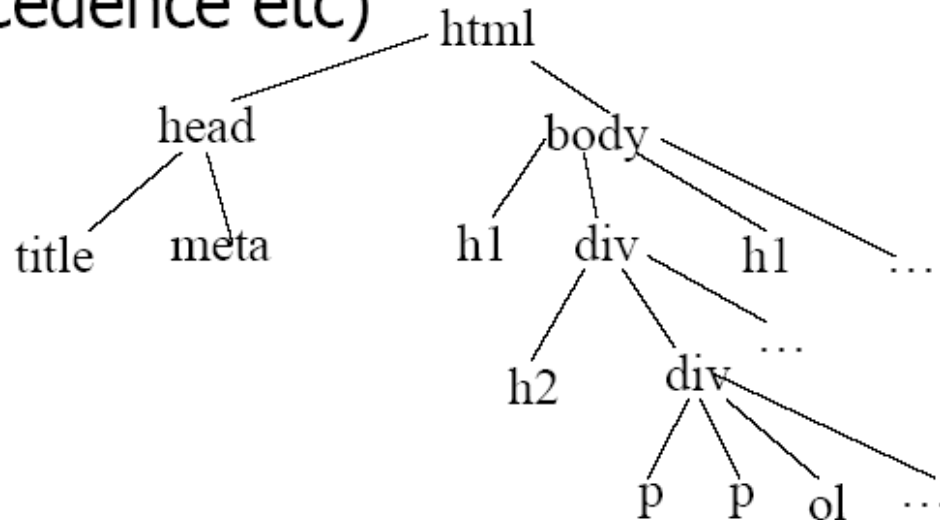 cedence etc)
html
head body
title meta h1 div h1 …
…
h2 div
p p ol …